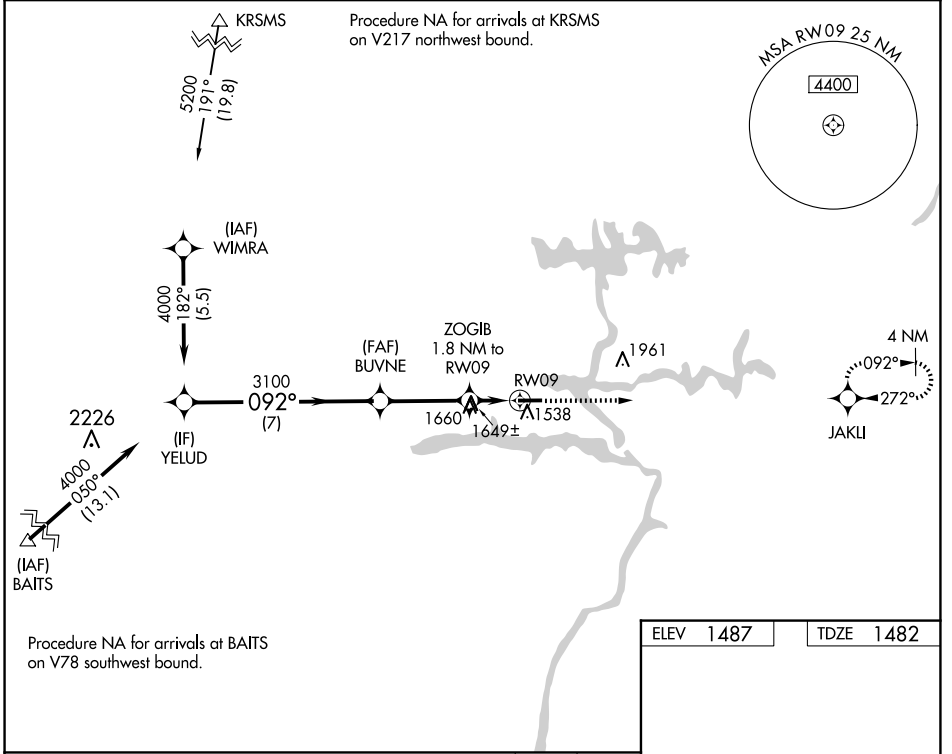 KRSMS
Procedure NA for arrivals at KRSMS
on V217 northwest bound.
MSA RW09 25 NM
4400
5200
191°
(19.8)
(IAF)
WIMRA
4000
182°
(5.5)
ZOGIB
1.8 NM to
RW09
(FAF)
BUVNE
RW09
1961
4 NM
092°
272°
JAKLI
3100
092°
(7)
1660
1649±
1538
(IF)
YELUD
2226
4000
050°
(13.1)
(IAF)
BAITS
Procedure NA for arrivals at BAITS
on V78 southwest bound.
ELEV 1487
TDZE 1482